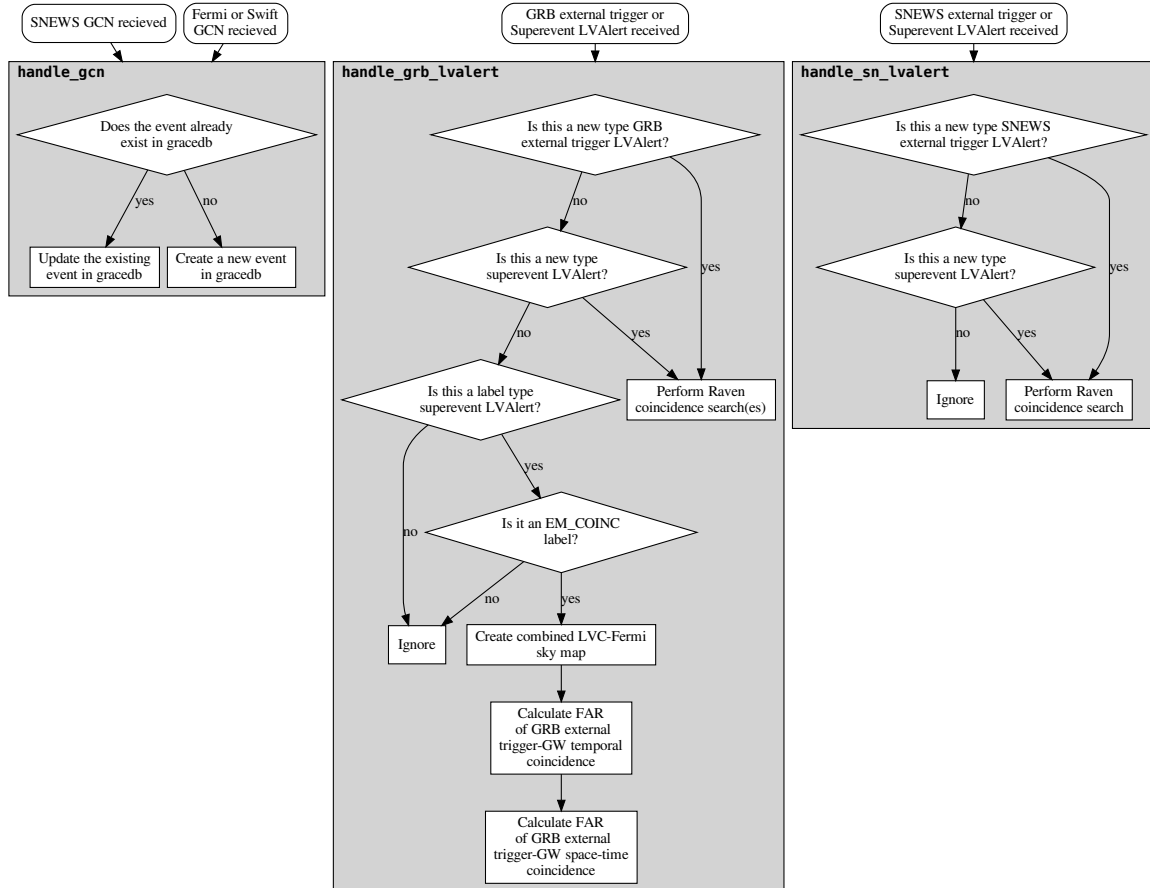 SNEWS GCN recieved
Fermi or Swift
GCN recieved
handle_gcn
Does the event already
exist in gracedb
yes
no
Update the existing
event in gracedb
Create a new event
in gracedb
GRB external trigger or
Superevent LVAlert received
handle_grb_lvalert
Is this a new type GRB
external trigger LVAlert?
no
yes
Is this a new type
superevent LVAlert?
no
yes
Is this a label type
superevent LVAlert?
Perform Raven
coincidence search(es)
yes
no
Is it an EM_COINC
label?
no
yes
Ignore
Create combined LVC-Fermi
sky map
Calculate FAR
of GRB external
trigger-GW temporal
coincidence
Calculate FAR
of GRB external
trigger-GW space-time
coincidence
SNEWS external trigger or
Superevent LVAlert received
handle_sn_lvalert
Is this a new type SNEWS
external trigger LVAlert?
no
yes
Is this a new type
superevent LVAlert?
no
yes
Ignore
Perform Raven
coincidence search